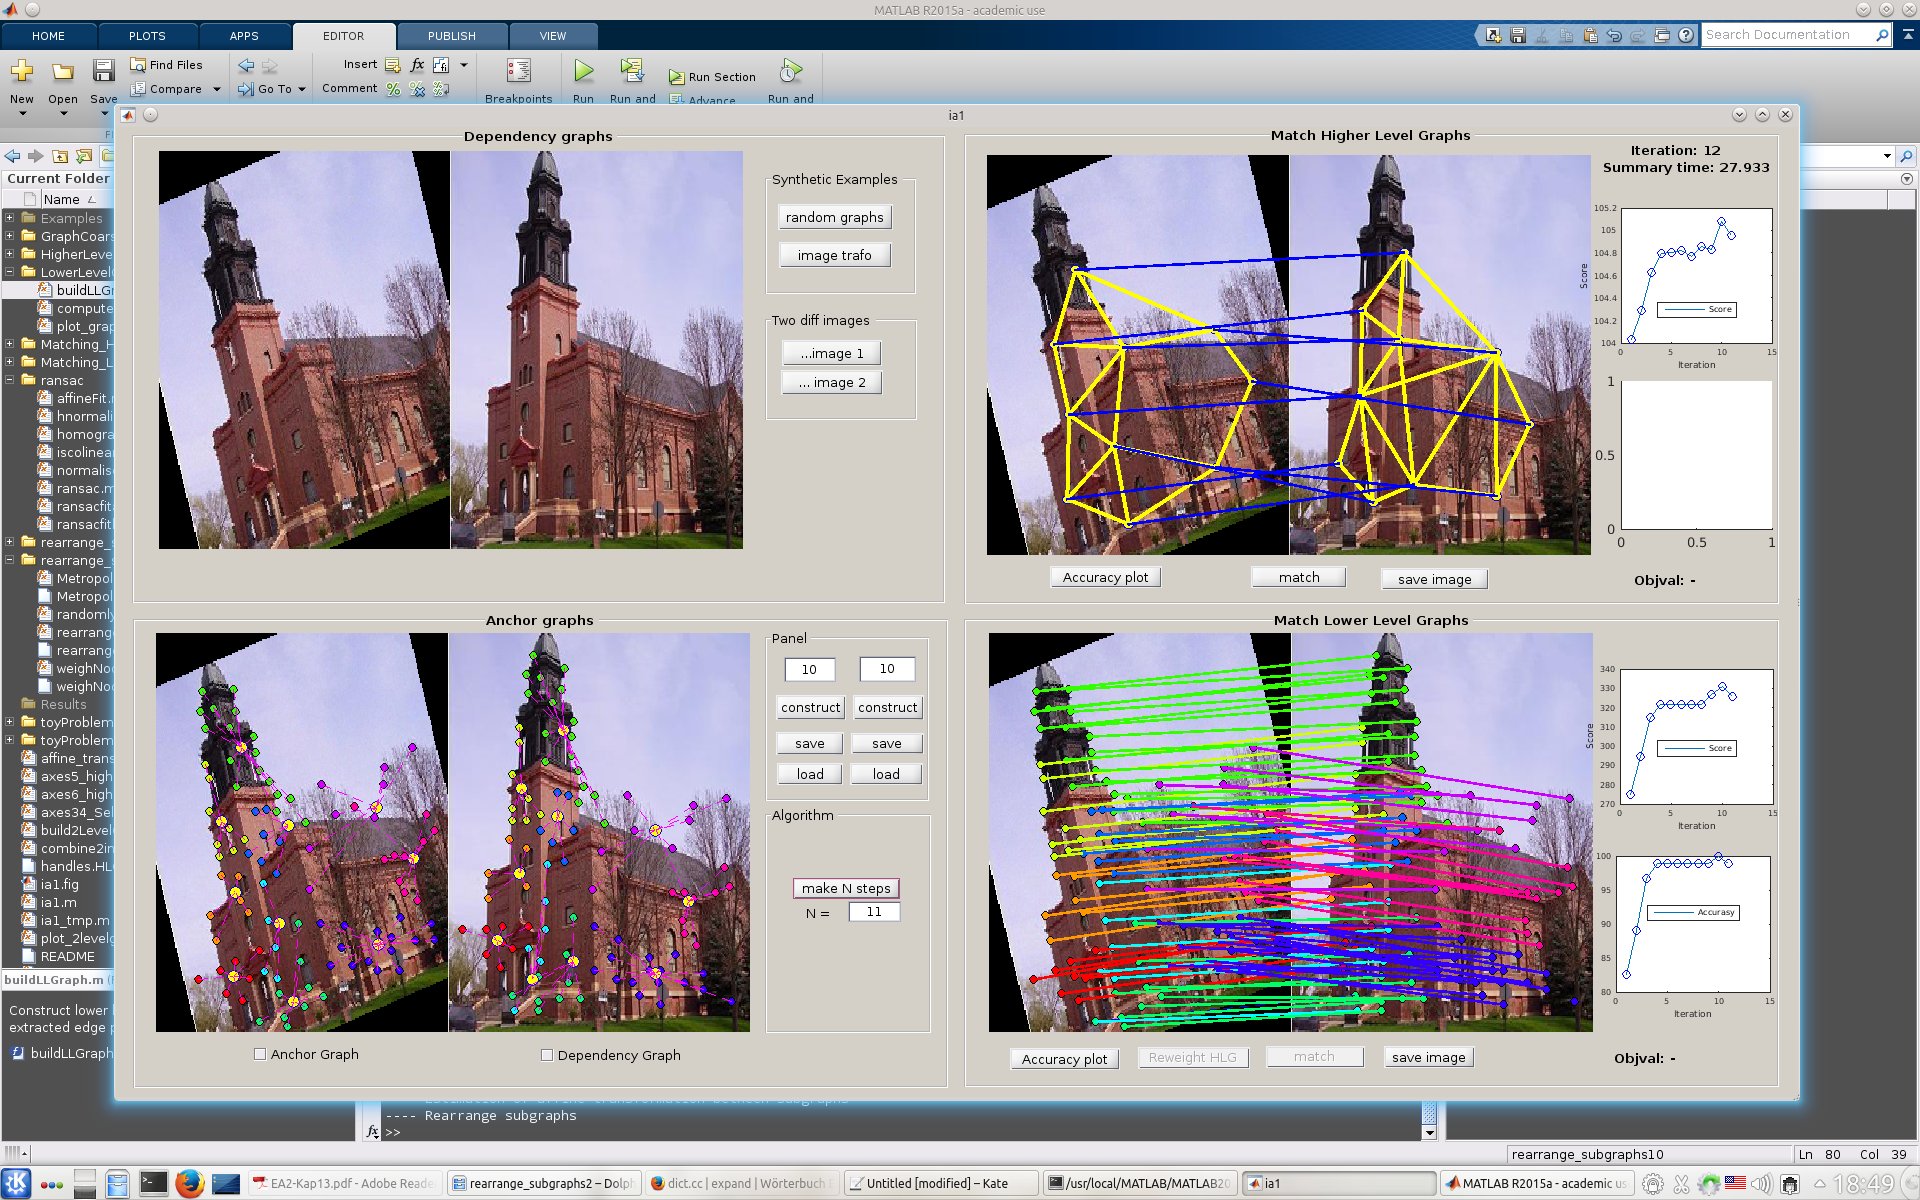 MATLAB R2015a - academic use
HOME PLOTS APPS EDITOR PUBLISH VIEW
Search Documentation
New Open Save
Find Files
Compare
Go To
Insert
Comment
Breakpoints
Run Run and
Run Section
Advance
Run and
ia1
Current Folder
Name
Examples
GraphCoars
HigherLeve
LowerLevel
buildLLG
compute
plot_grap
Matching_H
Matching_L
ransac
affineFit.
hnormali
homogra
iscolinea
normalis
ransac.m
ransacfit
ransacfit
rearrange_
rearrange_
Metropol
Metropol
randomly
rearrang
rearrang
weighNo
weighNo
Results
toyProblem
toyProblem
affine_trans
axes5_high
axes6_high
axes34_Sel
build2Level
combine2in
handles.HL
ia1.fig
ia1.m
ia1_tmp.m
plot_2levelg
README
buildLLGraph.m
Construct lower
extracted edge p
buildLLGraph
Dependency graphs
Synthetic Examples
random graphs
image trafo
Two diff images
...image 1
... image 2
Match Higher Level Graphs
Iteration: 12
Summary time: 27.933
105.2
105
104.8
104.6
104.4
104.2
104
Score
Score
0 5 10 15
Iteration
1
0.5
0
0 0.5 1
Accuracy plot match save image
Objval: -
Anchor graphs
Panel
10 10
construct construct
save save
load load
Algorithm
make N steps
N = 11
Anchor Graph Dependency Graph
Match Lower Level Graphs
340
330
320
310
300
290
280
270
Score
Score
0 5 10 15
Iteration
100
95
90
85
80
Accurasy
0 5 10 15
Iteration
Accuracy plot Reweight HLG match save image
Objval: -
---- Rearrange subgraphs
>>
rearrange_subgraphs10 Ln 80 Col 39
EA2-Kap13.pdf - Adobe Reade
rearrange_subgraphs2 – Dolph
dict.cc | expand | Wörterbuch
Untitled [modified] – Kate
/usr/local/MATLAB/MATLAB20
ia1
MATLAB R2015a - academic us
18:49